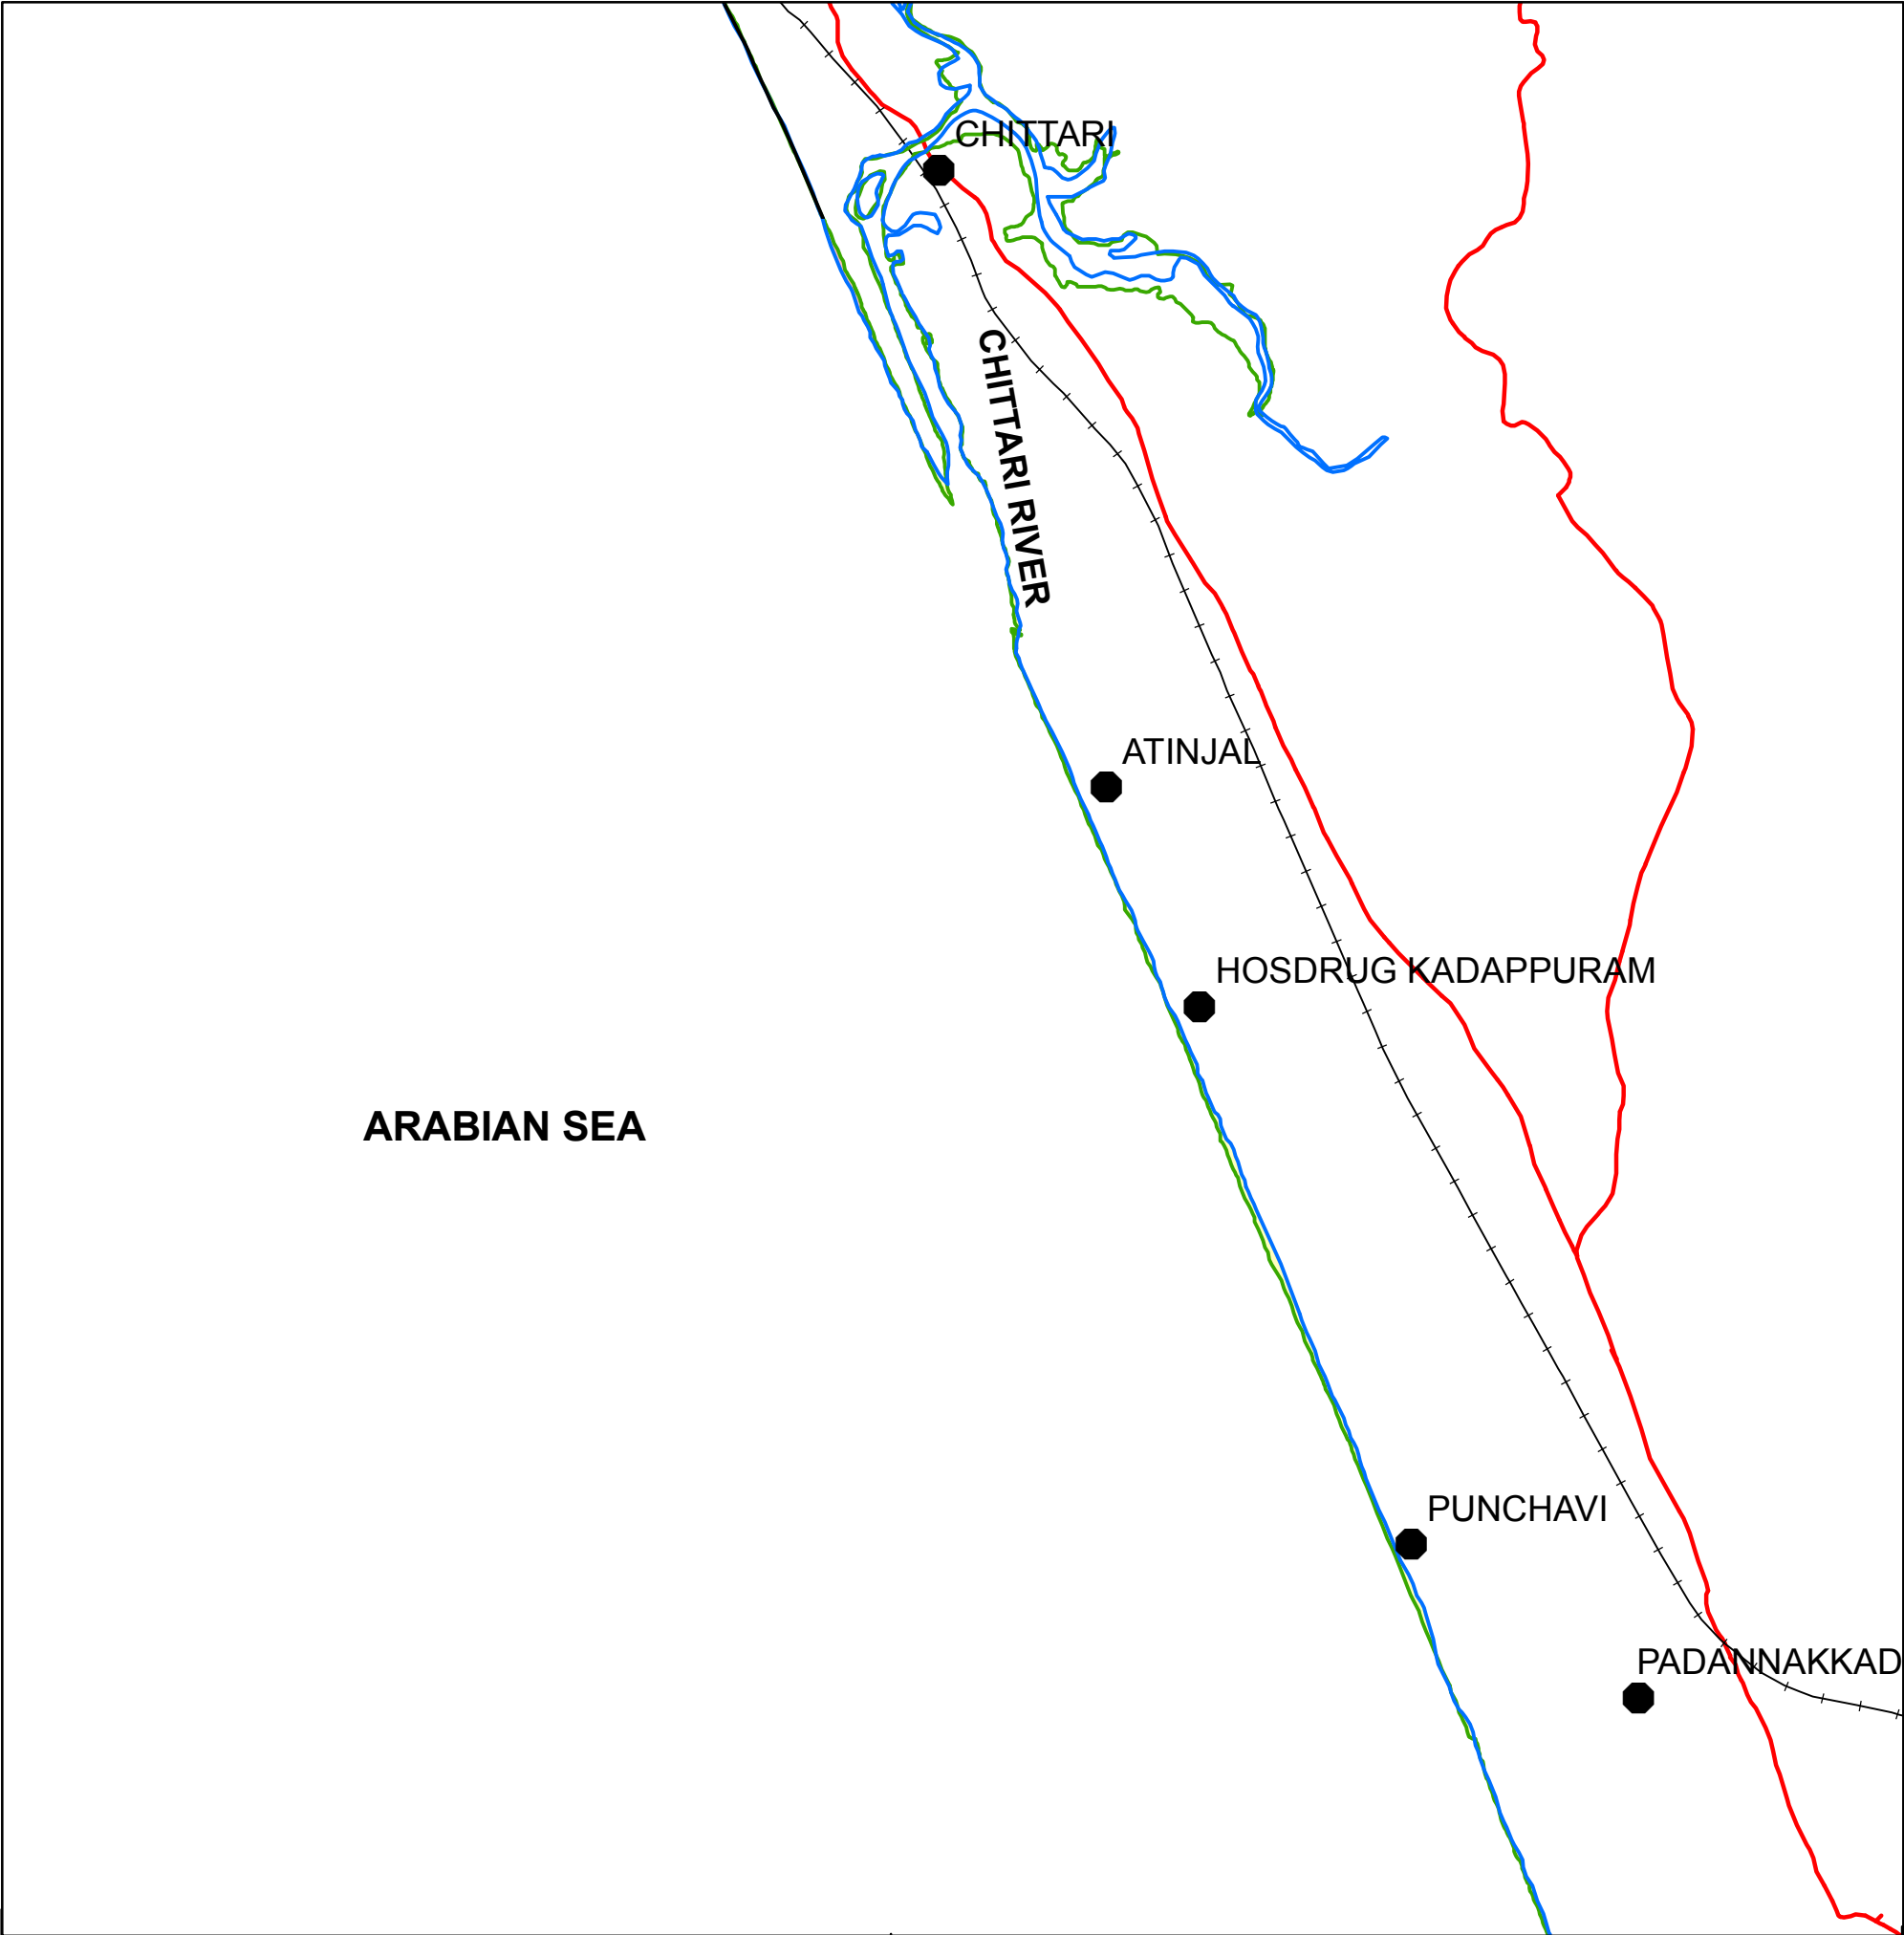 CHITTARI
CHITTARI RIVER
ATINJAL
HOSDRUG KADAPPURAM
ARABIAN SEA
PUNCHAVI
PADANNAKKAD